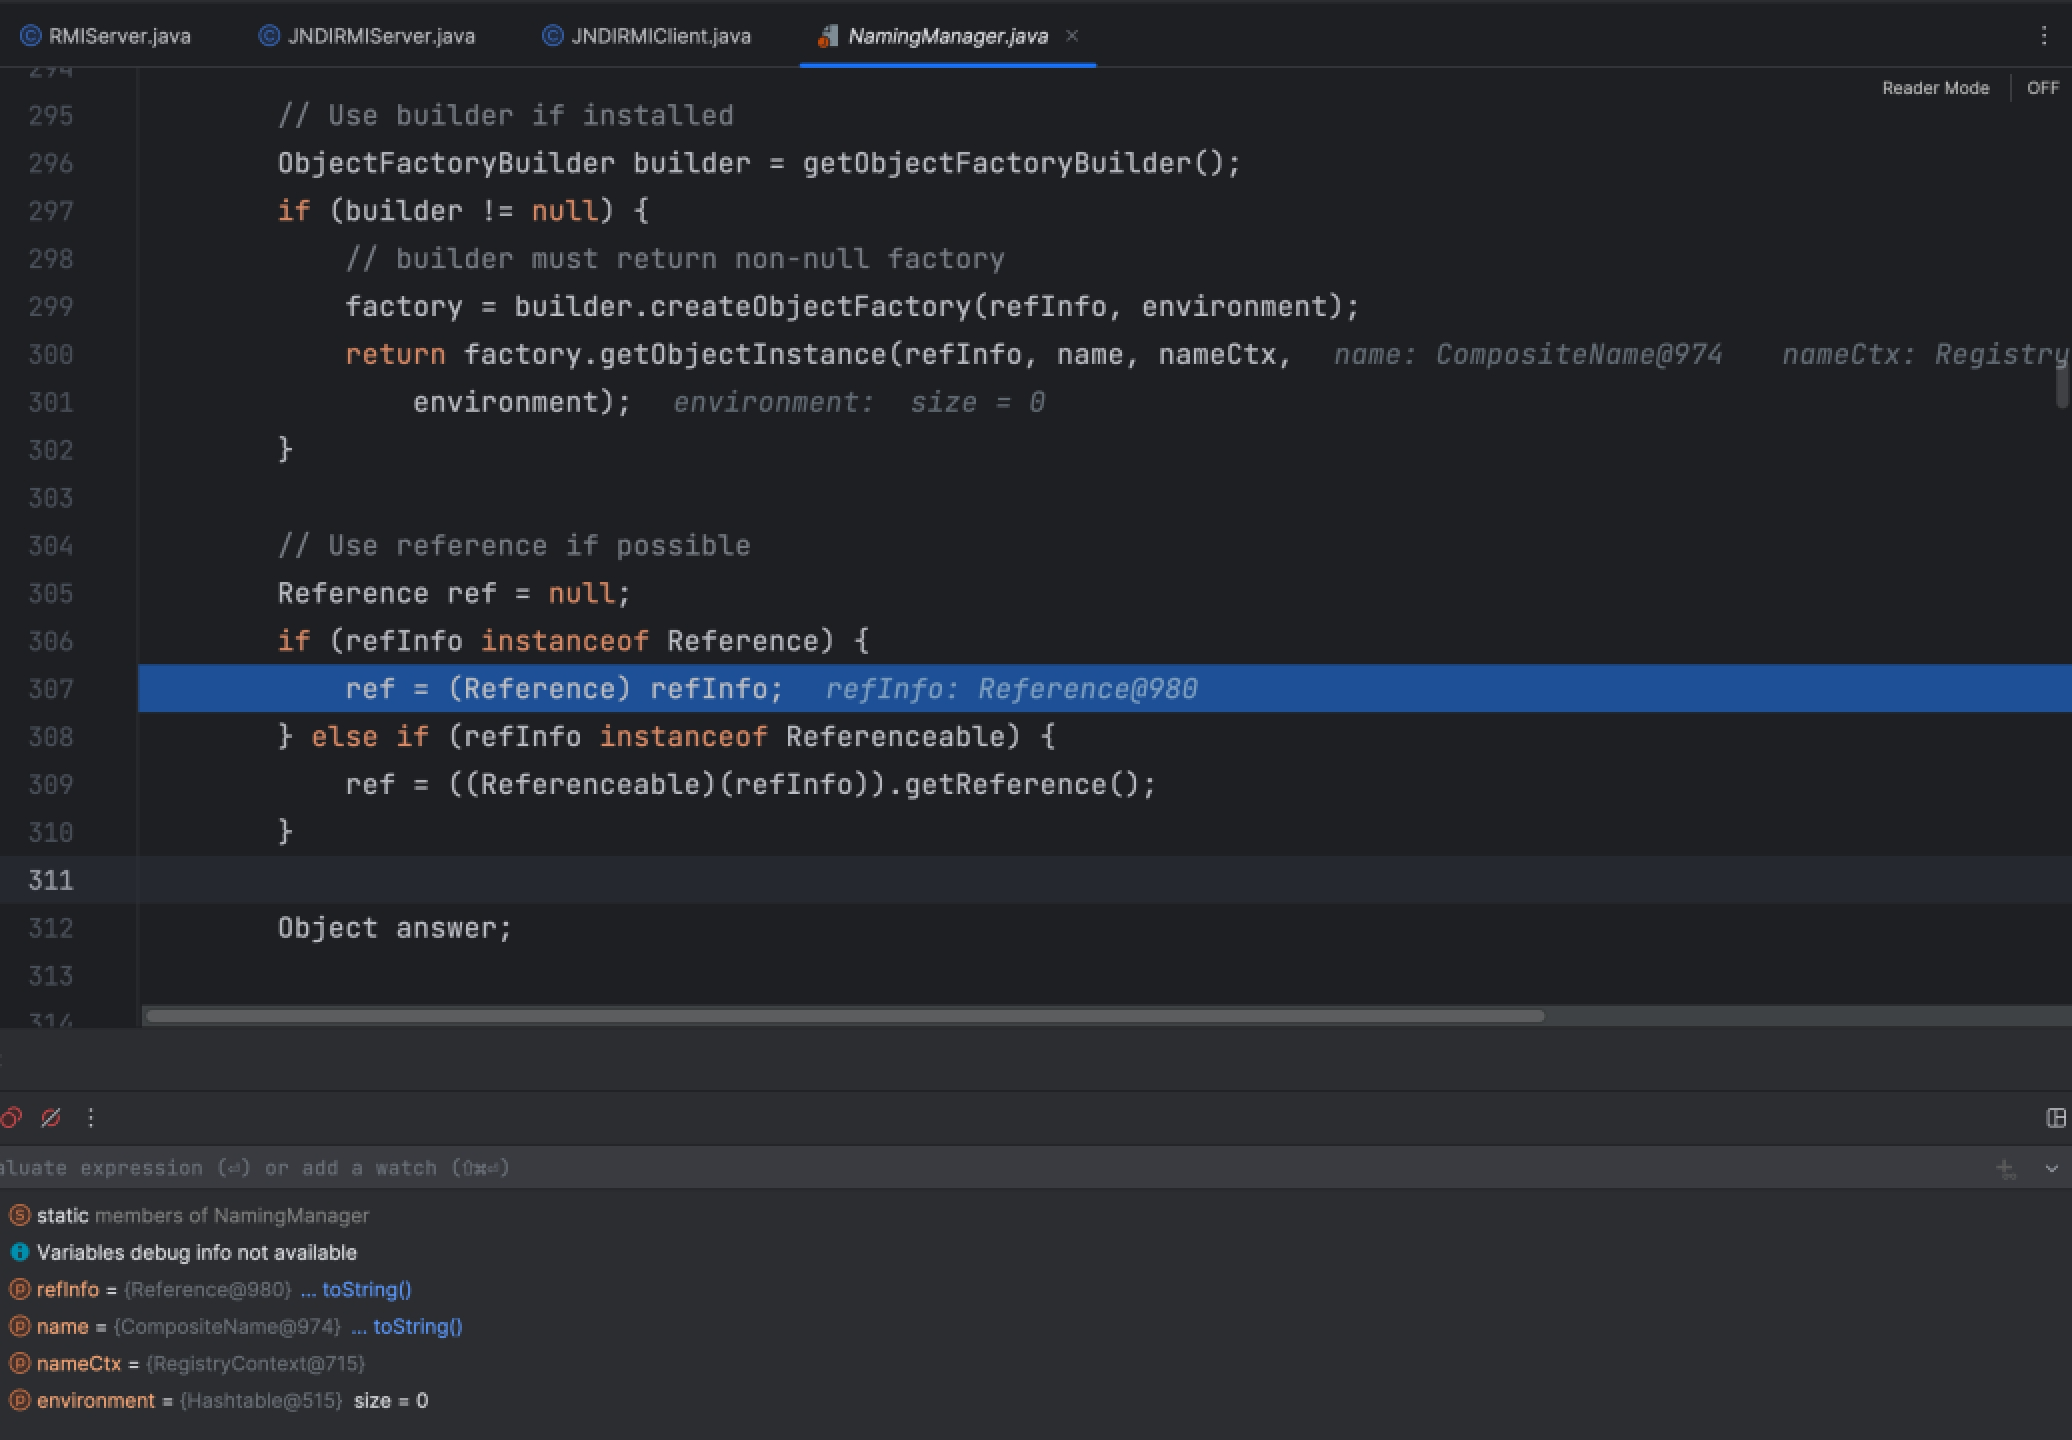 RMIServer.java JNDIRMIServer.java JNDIRMIClient.java NamingManager.java
Reader Mode OFF
294
295 // Use builder if installed
296 ObjectFactoryBuilder builder = getObjectFactoryBuilder();
297 if (builder != null) {
298 // builder must return non-null factory
299 factory = builder.createObjectFactory(refInfo, environment);
300 return factory.getObjectInstance(refInfo, name, nameCtx, name: CompositeName@974 nameCtx: Registry
301 environment); environment: size = 0
302 }
303
304 // Use reference if possible
305 Reference ref = null;
306 if (refInfo instanceof Reference) {
307 ref = (Reference) refInfo; refInfo: Reference@980
308 } else if (refInfo instanceof Referenceable) {
309 ref = ((Referenceable)(refInfo)).getReference();
310 }
311
312 Object answer;
313
314
aluate expression (⏎) or add a watch (⇧⌘⏎)
static members of NamingManager
Variables debug info not available
refInfo = {Reference@980} ... toString()
name = {CompositeName@974} ... toString()
nameCtx = {RegistryContext@715}
environment = {Hashtable@515} size = 0